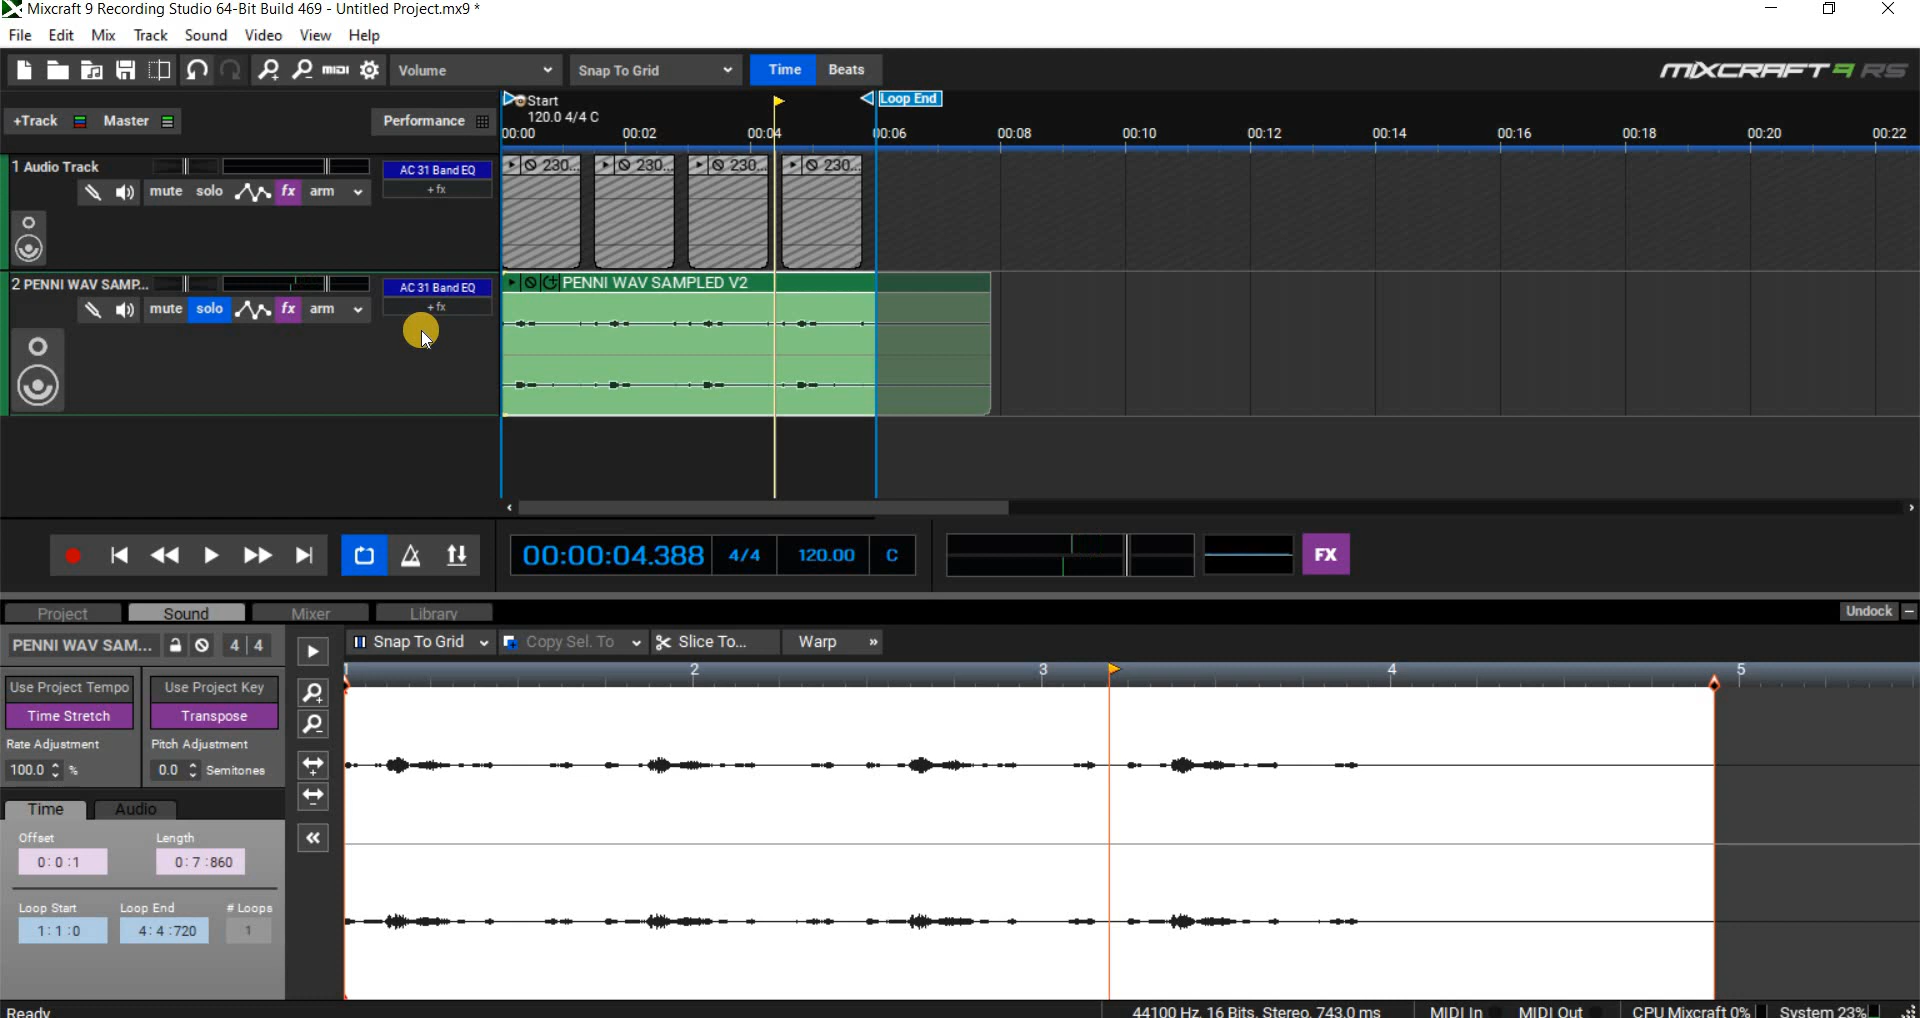 Mixcraft 9 Recording Studio 64-Bit Build 469 - Untitled Project.mx9 *
File Edit Mix Track Sound Video View Help
MIDI Volume Snap To Grid Time Beats MIXCRAFT 9 RS
+Track Master Performance
Start Loop End
120.0 4/4 C
00:00 00:02 00:04 00:06 00:08 00:10 00:12 00:14 00:16 00:18 00:20 00:22
1 Audio Track AC 31 Band EQ 230... 230... 230... 230...
mute solo fx arm + fx
2 PENNI WAV SAMP... AC 31 Band EQ PENNI WAV SAMPLED V2
mute solo fx arm + fx
00:00:04.388 4/4 120.00 C FX
Project Sound Mixer Library Undock
PENNI WAV SAM... 4 4 Snap To Grid Copy Sel. To Slice To... Warp »
1 2 3 4 5
Use Project Tempo Use Project Key
Time Stretch Transpose
Rate Adjustment Pitch Adjustment
100.0 % 0.0 Semitones
Time Audio
Offset Length
0:0:1 0:7:860
Loop Start Loop End # Loops
1:1:0 4:4:720 1
Ready 44100 Hz, 16 Bits, Stereo, 743.0 ms MIDI In MIDI Out CPU Mixcraft 0% System 23%